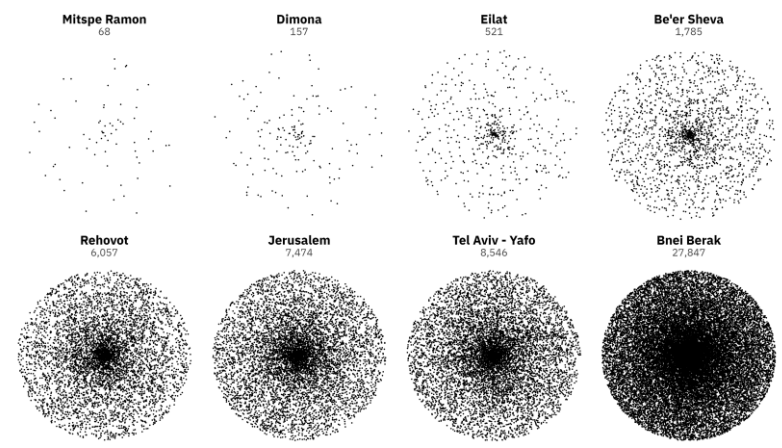 Mitspe Ramon
68
Dimona
157
Eilat
521
Be'er Sheva
1,785
Rehovot
6,057
Jerusalem
7,474
Tel Aviv - Yafo
8,546
Bnei Berak
27,847